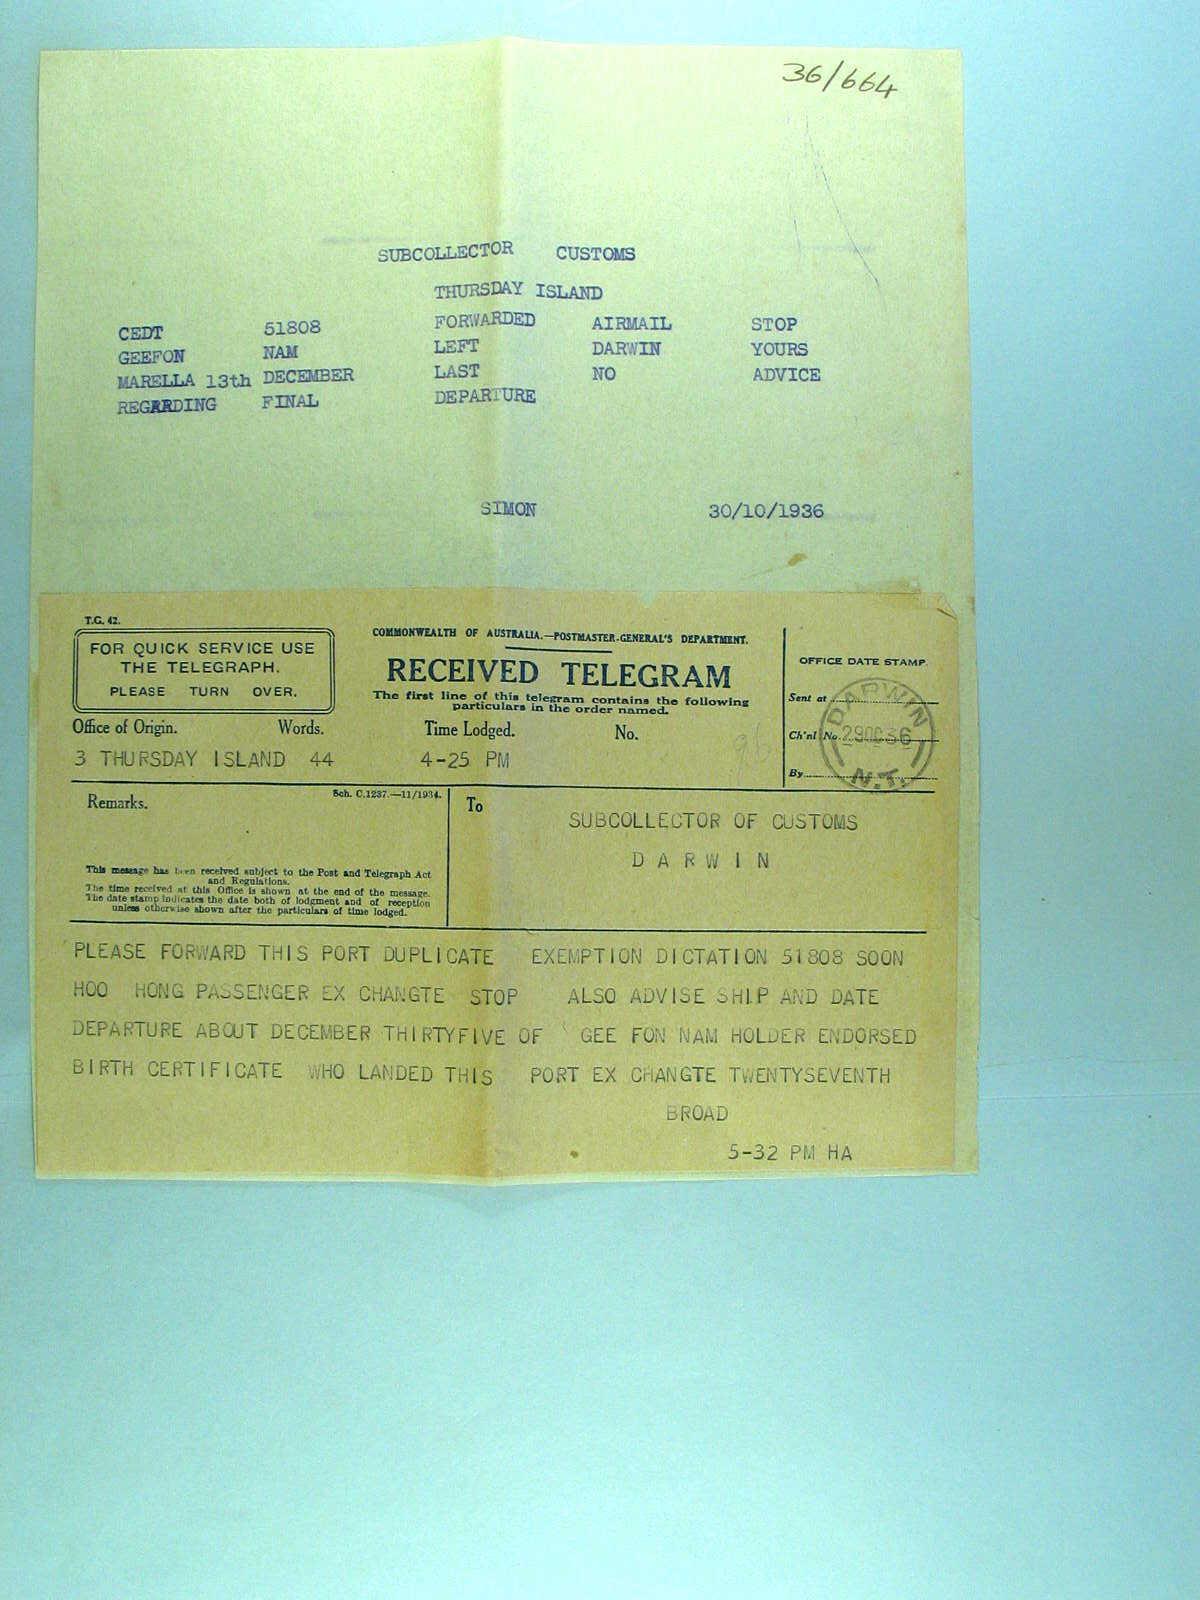 36/664
SUBCOLLECTOR CUSTOMS
THURSDAY ISLAND
CEDT 51808 FORWARDED AIRMAIL STOP
GEEFON NAM LEFT DARWIN YOURS
MARELLA 13th DECEMBER LAST NO ADVICE
REGARDING FINAL DEPARTURE
SIMON 30/10/1936
T.G. 42.
FOR QUICK SERVICE USE
THE TELEGRAPH.
PLEASE TURN OVER.
COMMONWEALTH OF AUSTRALIA.—POSTMASTER-GENERAL'S DEPARTMENT.
RECEIVED TELEGRAM
The first line of this telegram contains the following
particulars in the order named.
OFFICE DATE STAMP.
Sent at
Ch'nl No.
By
DARWIN
29OC36
N.T.
Office of Origin. Words. Time Lodged. No.
3 THURSDAY ISLAND 44 4-25 PM
Remarks.
Sch. C.1237.—11/1934.
This message has been received subject to the Post and Telegraph Act
and Regulations.
The time received at this Office is shown at the end of the message.
The date stamp indicates the date both of lodgment and of reception
unless otherwise shown after the particulars of time lodged.
To
SUBCOLLECTOR OF CUSTOMS
DARWIN
PLEASE FORWARD THIS PORT DUPLICATE EXEMPTION DICTATION 51808 SOON
HOO HONG PASSENGER EX CHANGTE STOP ALSO ADVISE SHIP AND DATE
DEPARTURE ABOUT DECEMBER THIRTYFIVE OF GEE FON NAM HOLDER ENDORSED
BIRTH CERTIFICATE WHO LANDED THIS PORT EX CHANGTE TWENTYSEVENTH
BROAD
5-32 PM HA